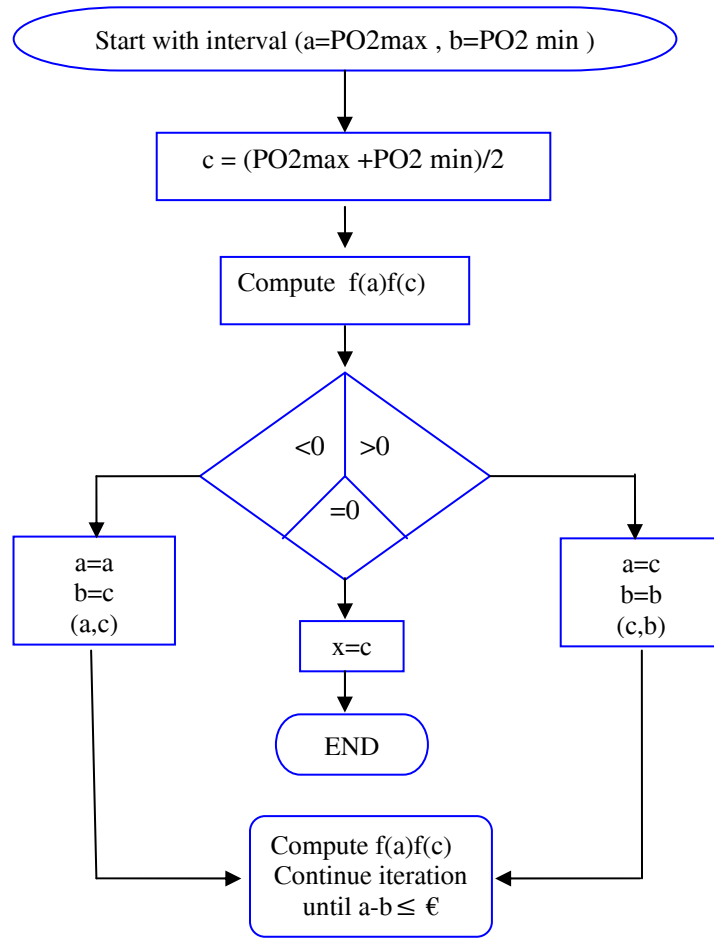 Start with interval (a=PO2max , b=PO2 min )
c = (PO2max +PO2 min)/2
Compute f(a)f(c)
<0
>0
=0
a=a
b=c
(a,c)
x=c
END
a=c
b=b
(c,b)
Compute f(a)f(c)
Continue iteration
until a-b≤ €